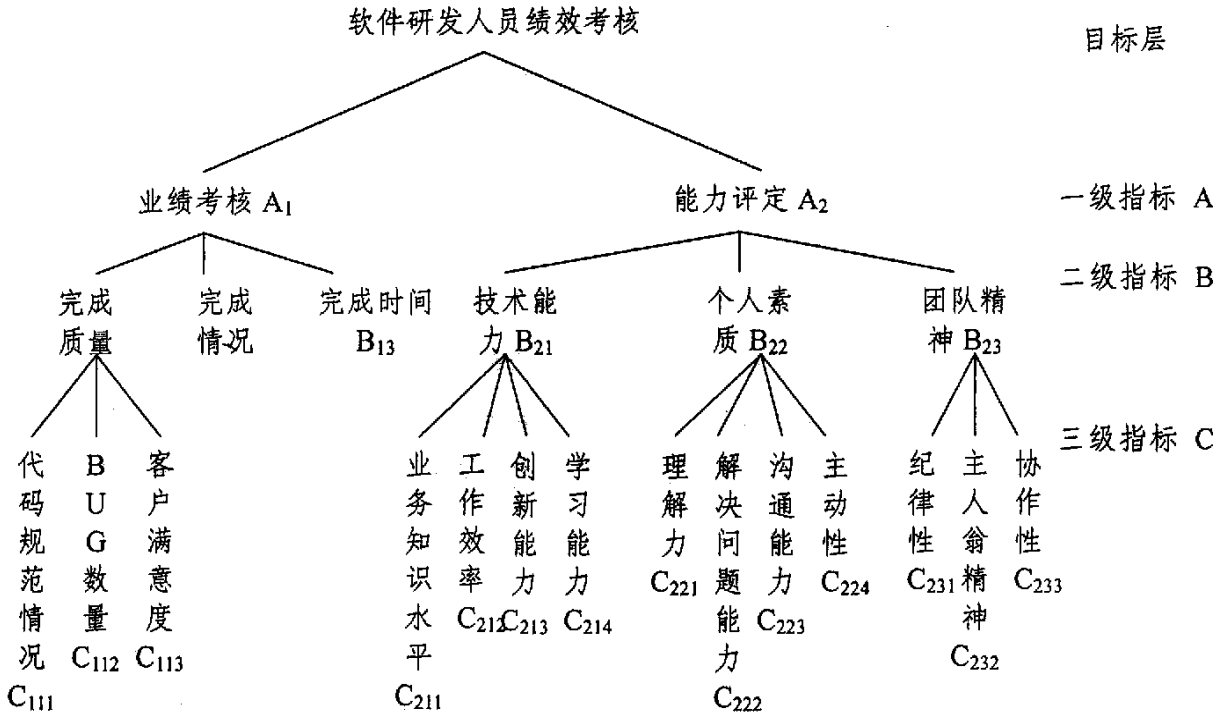 软件研发人员绩效考核
目标层
业绩考核 A₁
能力评定 A₂
一级指标 A
完成
质量
完成
情况
完成时间
B₁₃
技术能
力 B₂₁
个人素
质 B₂₂
团队精
神 B₂₃
二级指标 B
代码规范情况
C₁₁₁
BUG数量
C₁₁₂
客户满意度
C₁₁₃
业务知识水平
C₂₁₁
工作效率
C₂₁₂
创新能力
C₂₁₃
学习能力
C₂₁₄
理解力
C₂₂₁
解决问题能力
C₂₂₂
沟通能力
C₂₂₃
主动性
C₂₂₄
纪律性
C₂₃₁
主人翁精神
C₂₃₂
协作性
C₂₃₃
三级指标 C